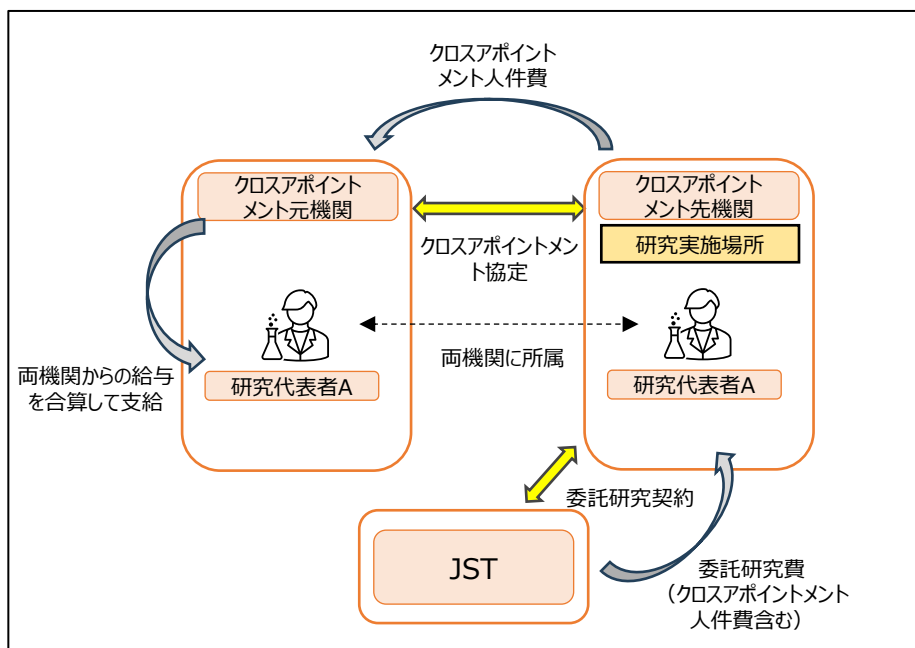 クロスアポイント
メント人件費
クロスアポイント
メント元機関
クロスアポイント
メント先機関
研究実施場所
クロスアポイントメン
ト協定
両機関に所属
両機関からの給与
を合算して支給
研究代表者A
研究代表者A
委託研究契約
JST
委託研究費
（クロスアポイントメント
人件費含む）